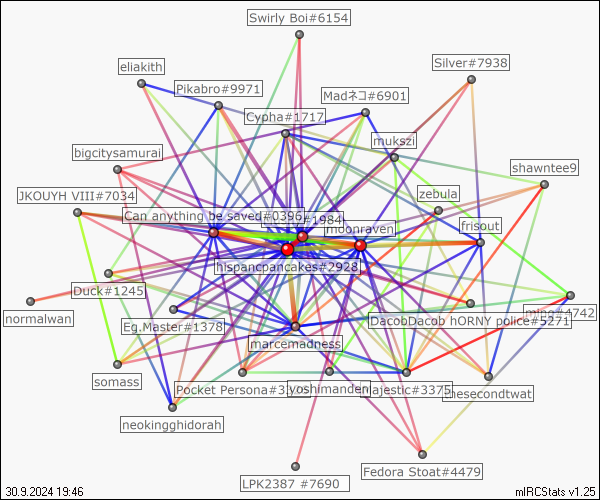 Swirly Boi#6154
eliakith
Silver#7938
Pikabro#9971
Madネコ#6901
Cypha#1717
mukszi
bigcitysamurai
shawntee9
JKOUYH VIII#7034
zebula
Can anything be saved#0396
#1984
moonraven
frisout
hispancpancakes#2928
Duck#1245
normalwan
Eg.Master#1378
DacobDacob hORNY police#5271
#4742
marcemadness
somass
Pocket Persona#3
yoshimanden
majestic#3375
thesecondtwat
neokingghidorah
Fedora Stoat#4479
LPK2387 #7690
30.9.2024 19:46
mIRCStats v1.25